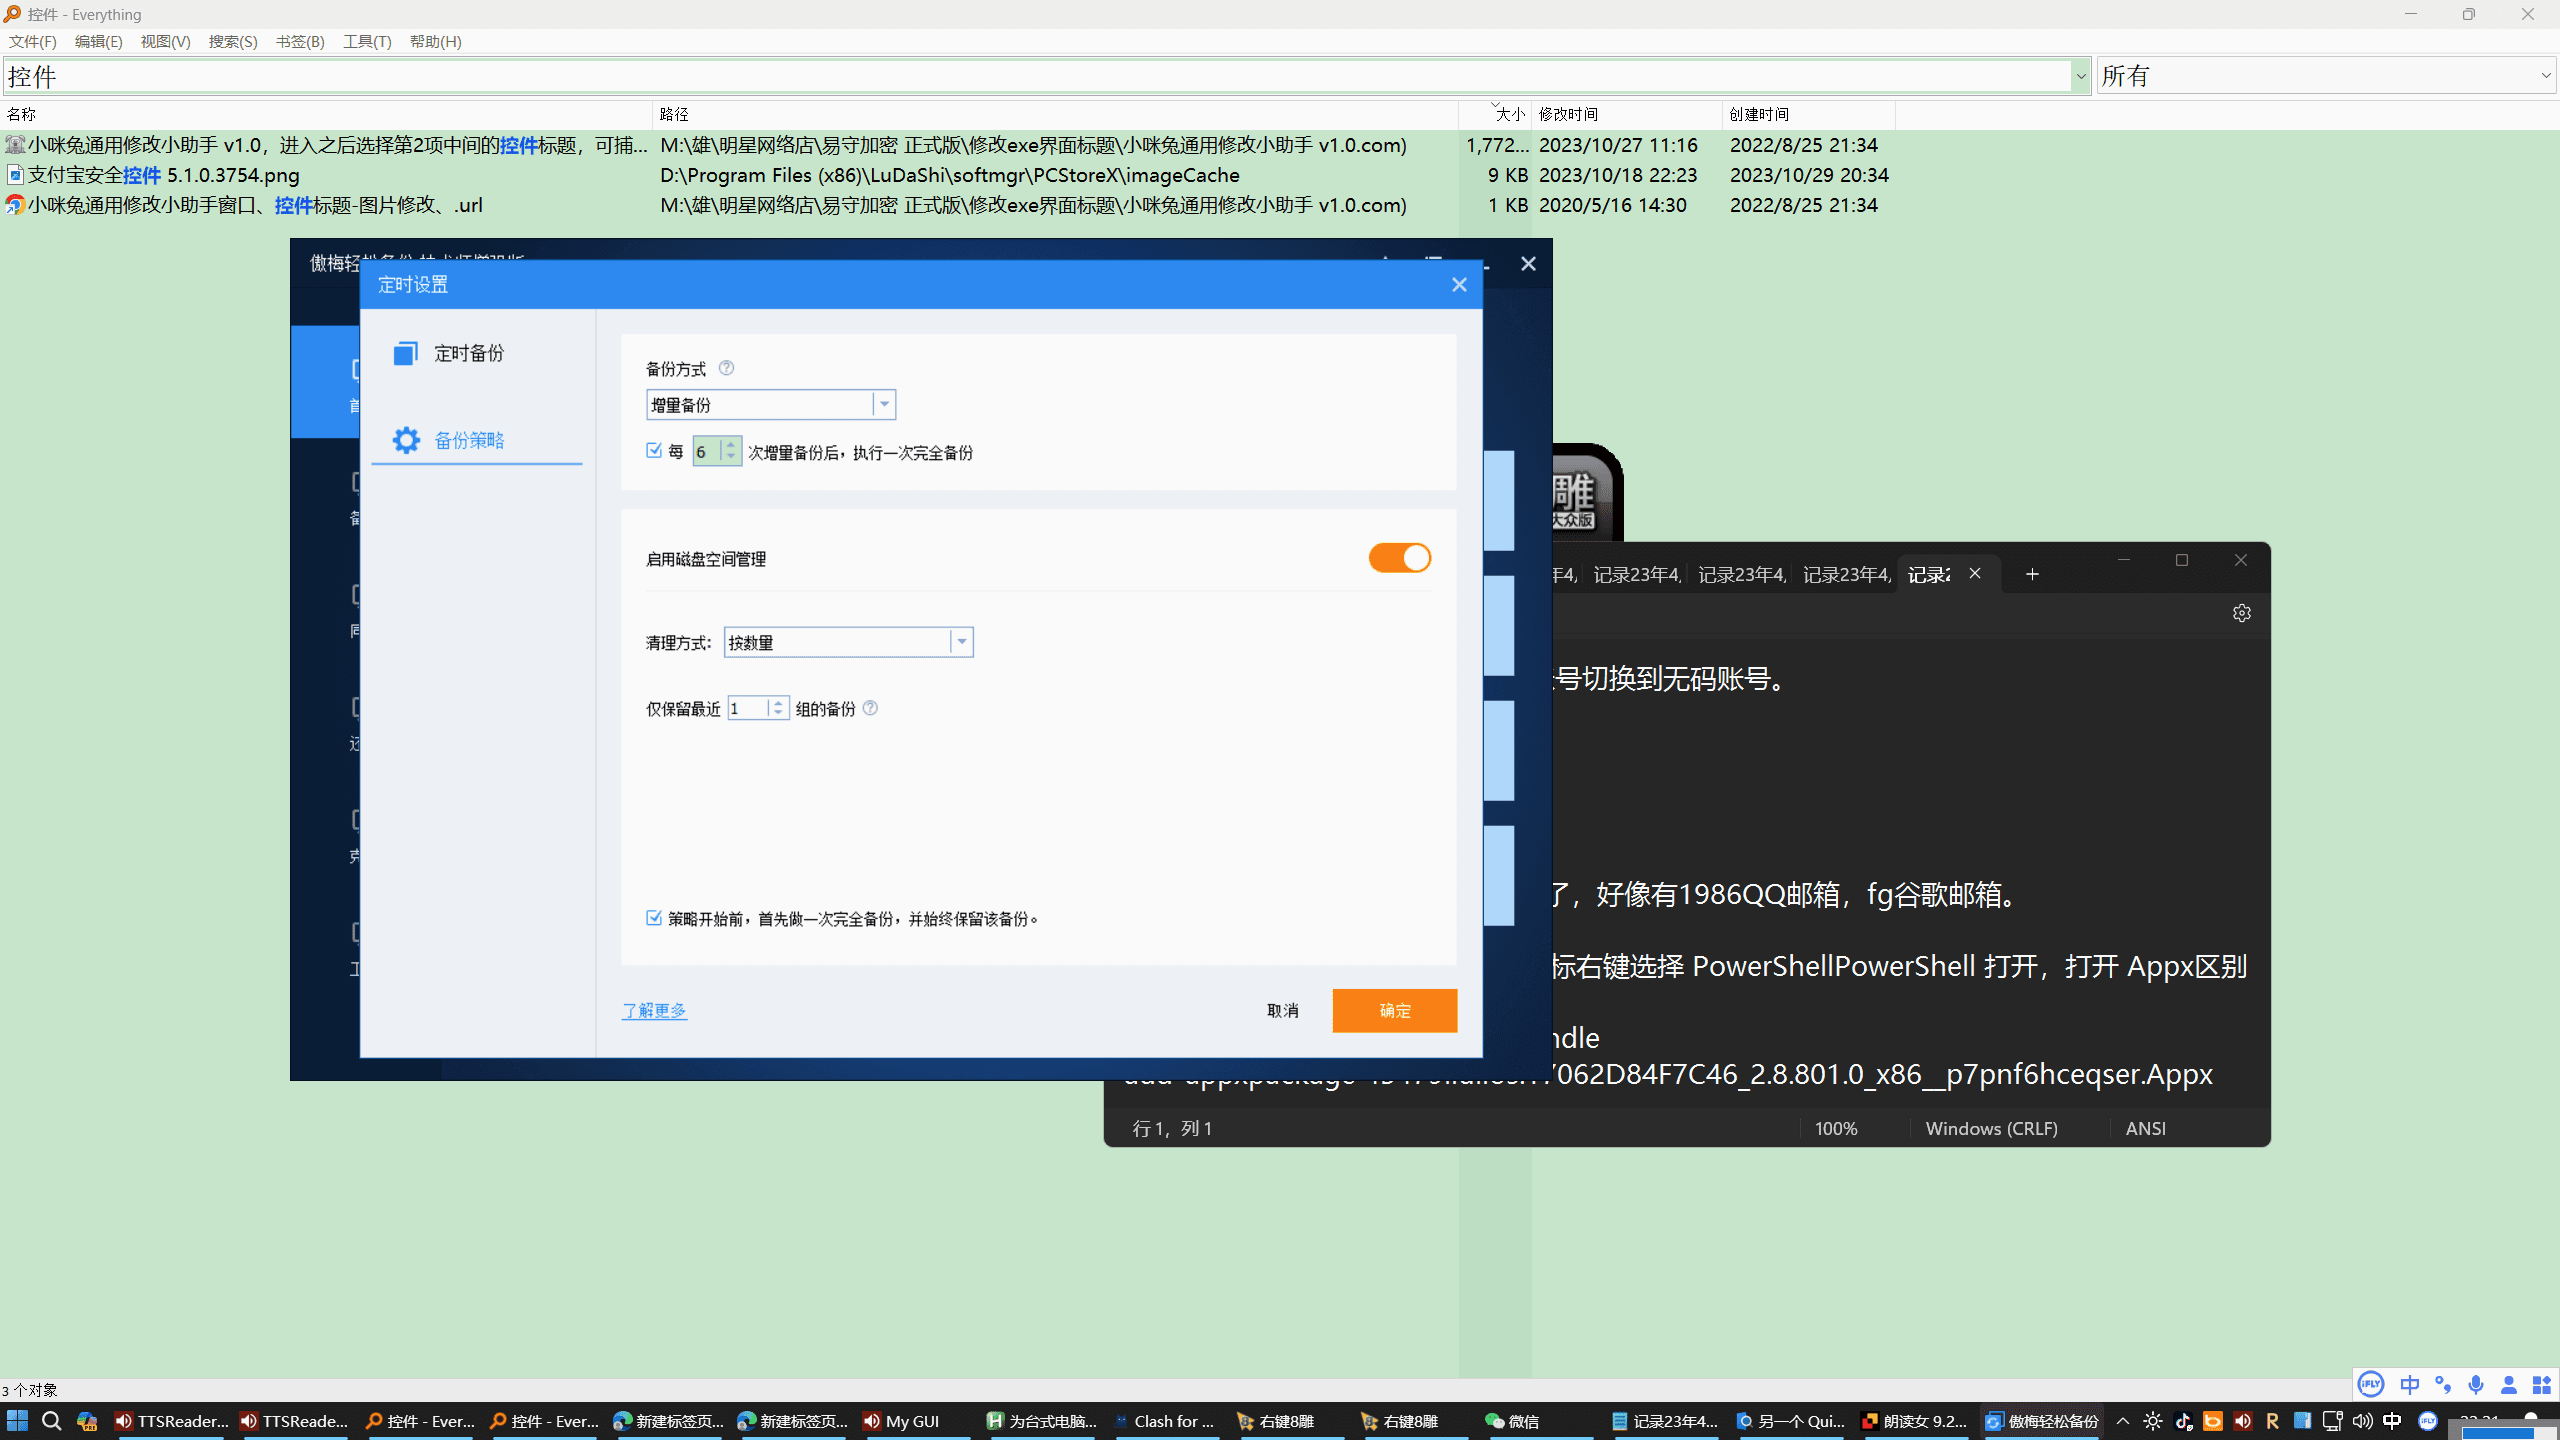 控件 - Everything
文件(F) 编辑(E) 视图(V) 搜索(S) 书签(B) 工具(T) 帮助(H)
控件
所有
名称 路径 大小 修改时间 创建时间
小咪兔通用修改小助手 v1.0，进入之后选择第2项中间的控件标题，可捕... M:\雄\明星网络店\易守加密 正式版\修改exe界面标题\小咪兔通用修改小助手 v1.0.com) 1,772... 2023/10/27 11:16 2022/8/25 21:34
支付宝安全控件 5.1.0.3754.png D:\Program Files (x86)\LuDaShi\softmgr\PCStoreX\imageCache 9 KB 2023/10/18 22:23 2023/10/29 20:34
小咪兔通用修改小助手窗口、控件标题-图片修改、.url M:\雄\明星网络店\易守加密 正式版\修改exe界面标题\小咪兔通用修改小助手 v1.0.com) 1 KB 2020/5/16 14:30 2022/8/25 21:34
傲梅轻
定时设置
定时备份
备份策略
备份方式
增量备份
每 6 次增量备份后，执行一次完全备份
启用磁盘空间管理
清理方式: 按数量
仅保留最近 1 组的备份
策略开始前，首先做一次完全备份，并始终保留该备份。
了解更多
取消
确定
雕
大众版
年4, 记录23年4, 记录23年4, 记录23年4, 记录2
号切换到无码账号。
了，好像有1986QQ邮箱，fg谷歌邮箱。
标右键选择 PowerShellPowerShell 打开，打开 Appx区别
ndle
7062D84F7C46_2.8.801.0_x86__p7pnf6hceqser.Appx
行 1，列 1 100% Windows (CRLF) ANSI
3 个对象
iFLY 中
TTSReader... TTSReade... 控件 - Ever... 控件 - Ever... 新建标签页... 新建标签页... My GUI 为台式电脑... Clash for ... 右键8雕 右键8雕 微信 记录23年4... 另一个 Qui... 朗读女 9.2... 傲梅轻松备份 中